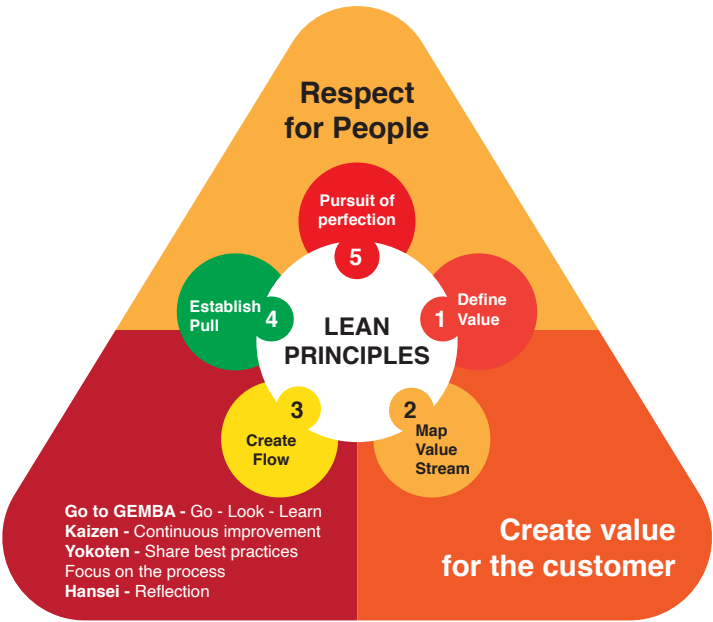 Respect
for People
Pursuit of
perfection
5
1
Define
Value
2
Map
Value
Stream
3
Create
Flow
4
Establish
Pull
LEAN
PRINCIPLES
Go to GEMBA - Go - Look - Learn
Kaizen - Continuous improvement
Yokoten - Share best practices
Focus on the process
Hansei - Reflection
Create value
for the customer